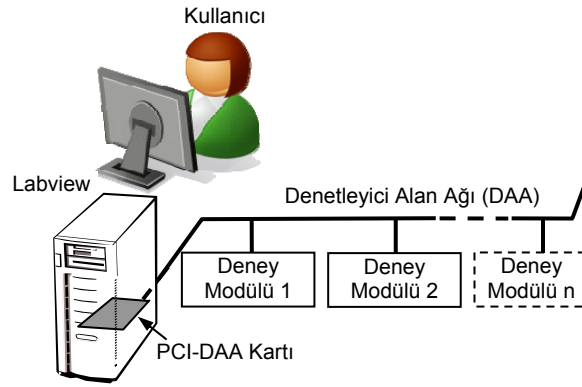 Kullanıcı
Labview
Denetleyici Alan Ağı (DAA)
Deney
Modülü 1
Deney
Modülü 2
Deney
Modülü n
PCI-DAA Kartı